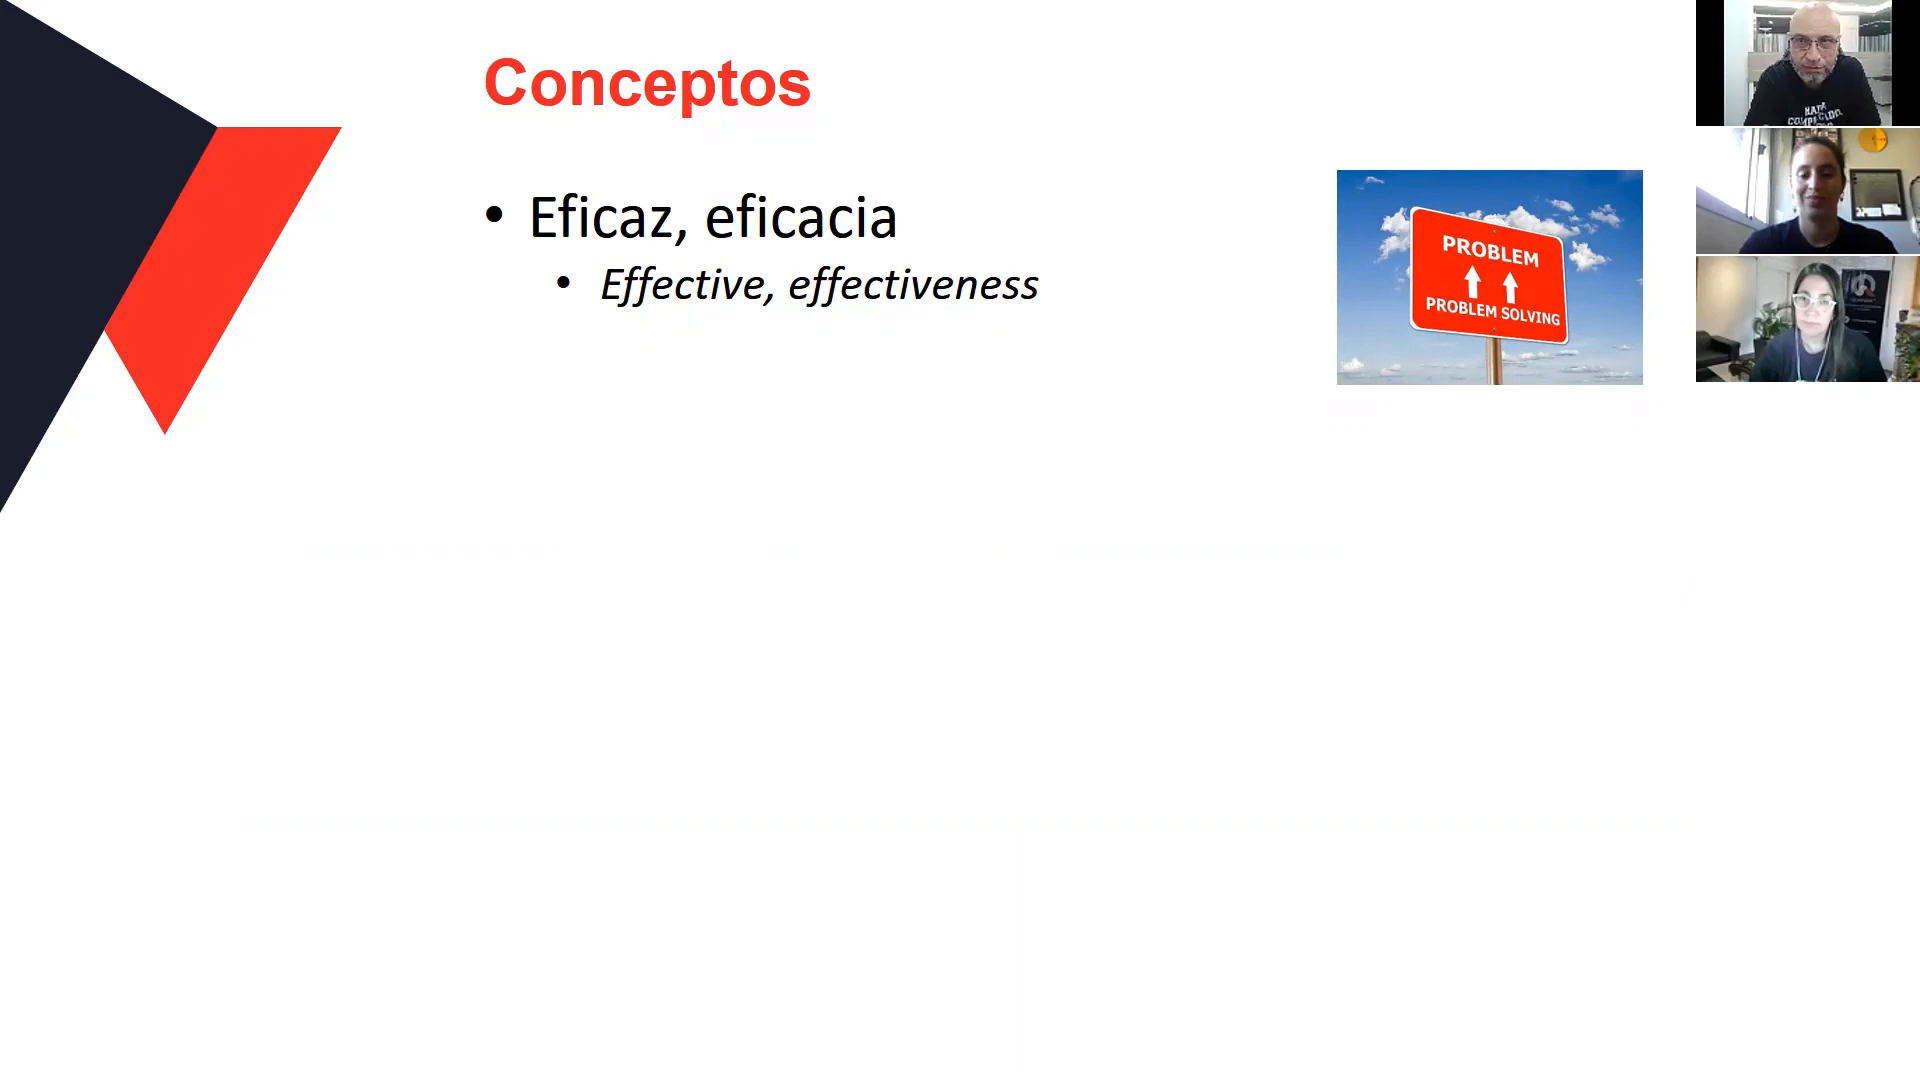 Conceptos
• Eficaz, eficacia
• Effective, effectiveness
PROBLEM
PROBLEM SOLVING